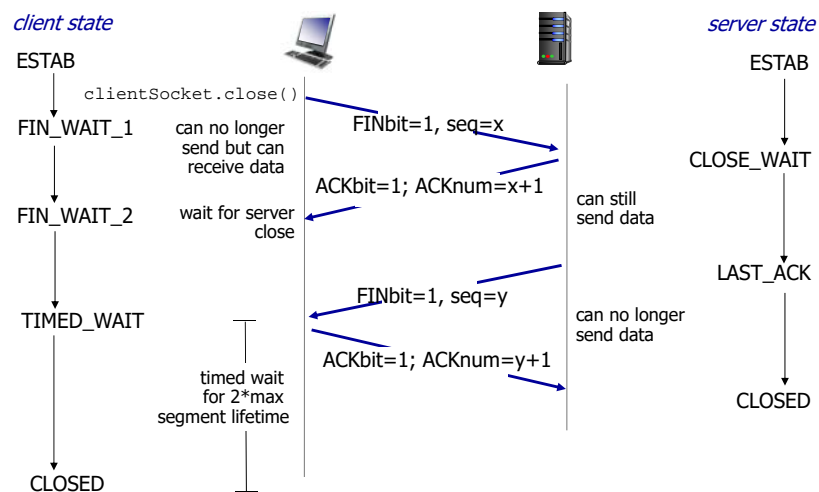 client state
server state
ESTAB
ESTAB
clientSocket.close()
FIN_WAIT_1
can no longer
send but can
receive data
FINbit=1, seq=x
CLOSE_WAIT
ACKbit=1; ACKnum=x+1
FIN_WAIT_2
wait for server
close
can still
send data
LAST_ACK
FINbit=1, seq=y
TIMED_WAIT
can no longer
send data
ACKbit=1; ACKnum=y+1
timed wait
for 2*max
segment lifetime
CLOSED
CLOSED